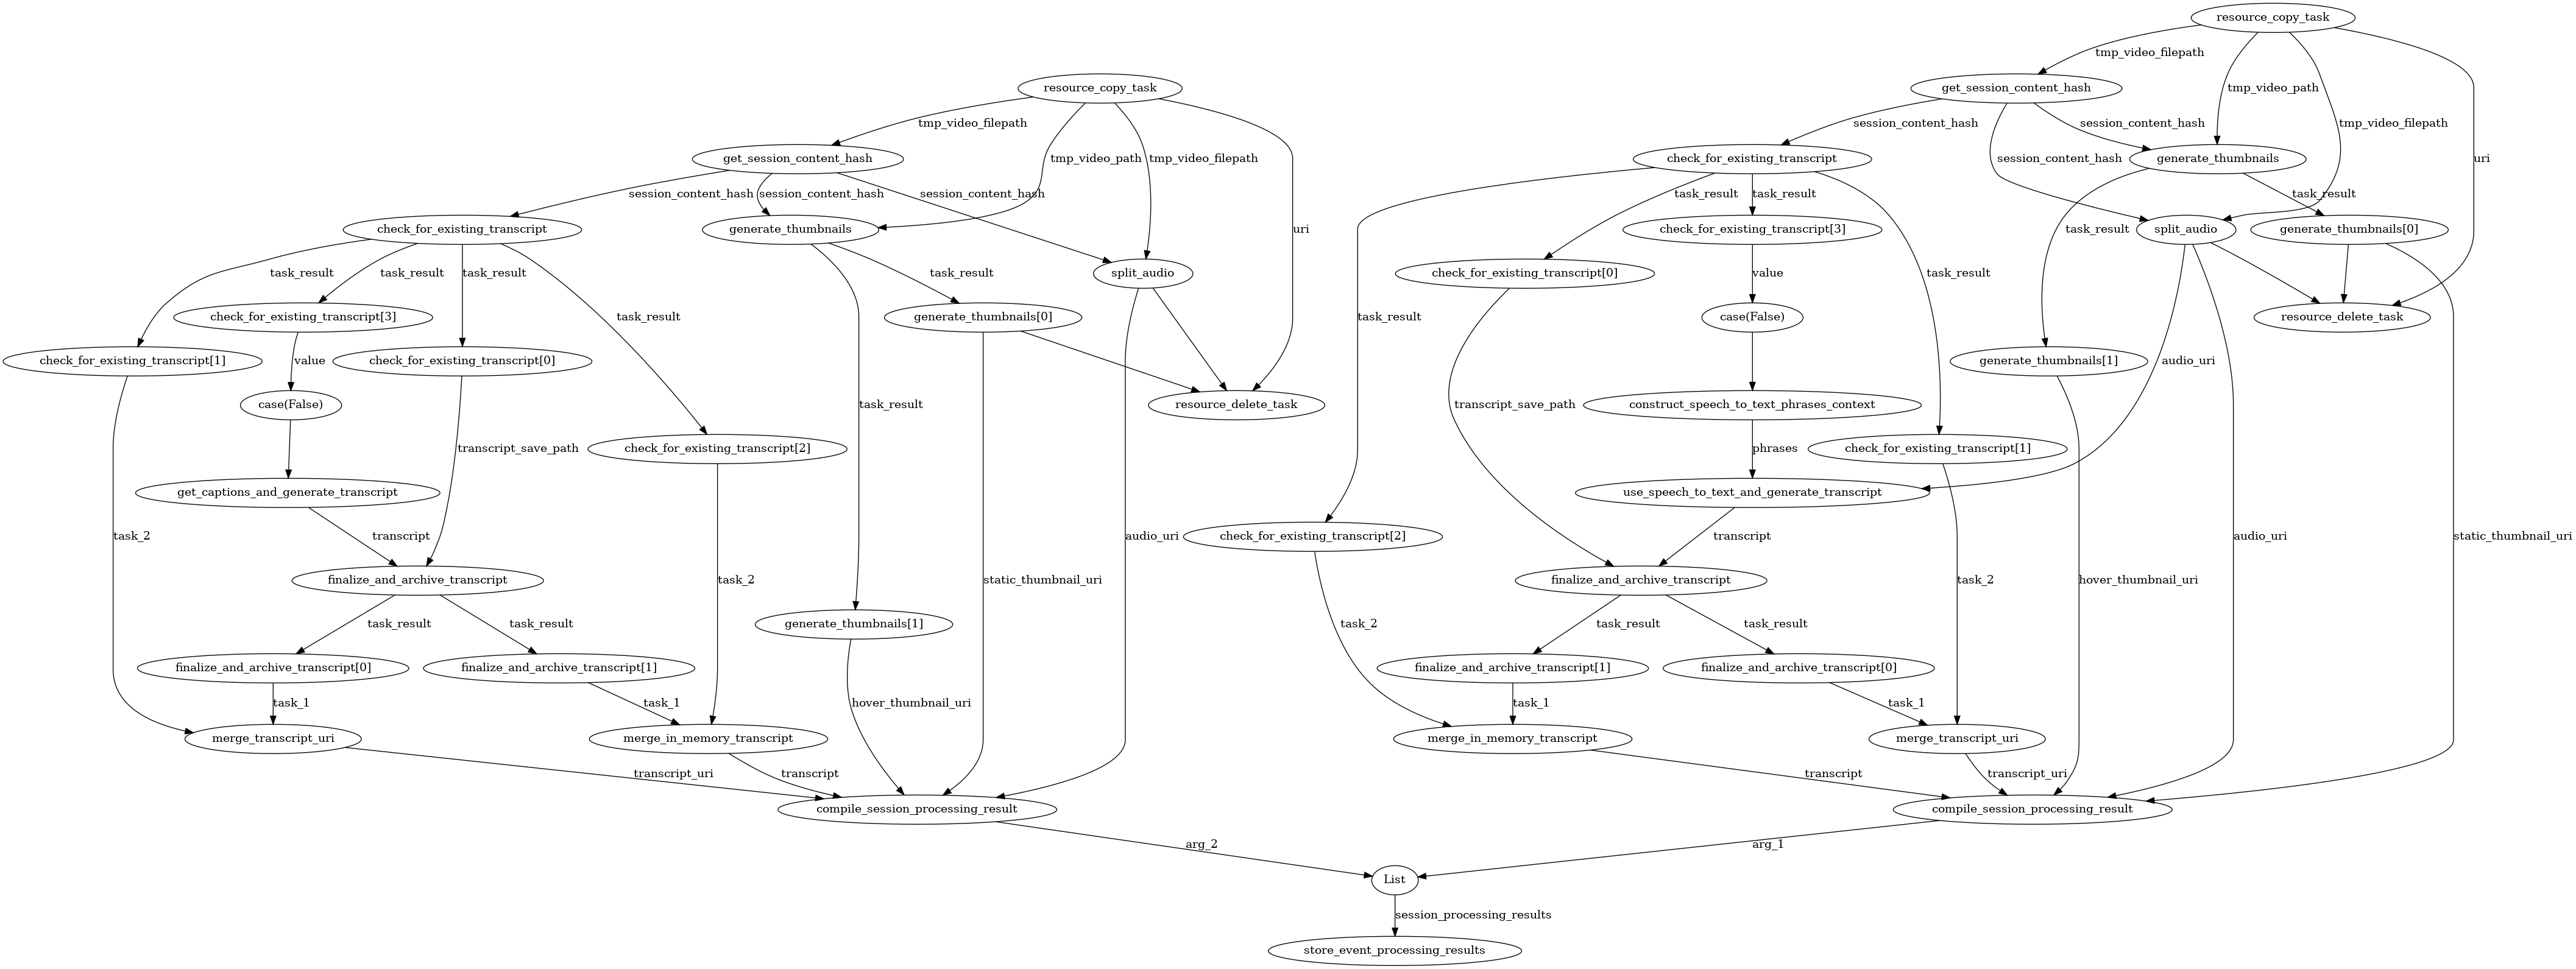 resource_copy_task
tmp_video_filepath
resource_copy_task
get_session_content_hash
tmp_video_path
tmp_video_filepath
session_content_hash
session_content_hash
tmp_video_filepath
get_session_content_hash
tmp_video_path
tmp_video_filepath
check_for_existing_transcript
session_content_hash
generate_thumbnails
uri
session_content_hash
session_content_hash
session_content_hash
task_result
task_result
task_result
check_for_existing_transcript
generate_thumbnails
uri
check_for_existing_transcript[3]
task_result
split_audio
generate_thumbnails[0]
task_result
task_result
task_result
task_result
split_audio
check_for_existing_transcript[0]
value
task_result
check_for_existing_transcript[1]
check_for_existing_transcript[3]
task_result
generate_thumbnails[0]
task_result
case(False)
resource_delete_task
value
check_for_existing_transcript[0]
generate_thumbnails[1]
audio_uri
case(False)
check_for_existing_transcript[2]
task_result
resource_delete_task
transcript_save_path
construct_speech_to_text_phrases_context
transcript_save_path
phrases
check_for_existing_transcript[1]
get_captions_and_generate_transcript
use_speech_to_text_and_generate_transcript
task_2
transcript
audio_uri
check_for_existing_transcript[2]
transcript
audio_uri
static_thumbnail_uri
finalize_and_archive_transcript
task_2
static_thumbnail_uri
finalize_and_archive_transcript
task_2
hover_thumbnail_uri
task_result
task_result
generate_thumbnails[1]
task_2
task_result
task_result
finalize_and_archive_transcript[0]
finalize_and_archive_transcript[1]
finalize_and_archive_transcript[1]
finalize_and_archive_transcript[0]
task_1
task_1
hover_thumbnail_uri
task_1
task_1
merge_transcript_uri
merge_in_memory_transcript
merge_in_memory_transcript
merge_transcript_uri
transcript_uri
transcript
transcript
transcript_uri
compile_session_processing_result
compile_session_processing_result
arg_2
arg_1
List
session_processing_results
store_event_processing_results